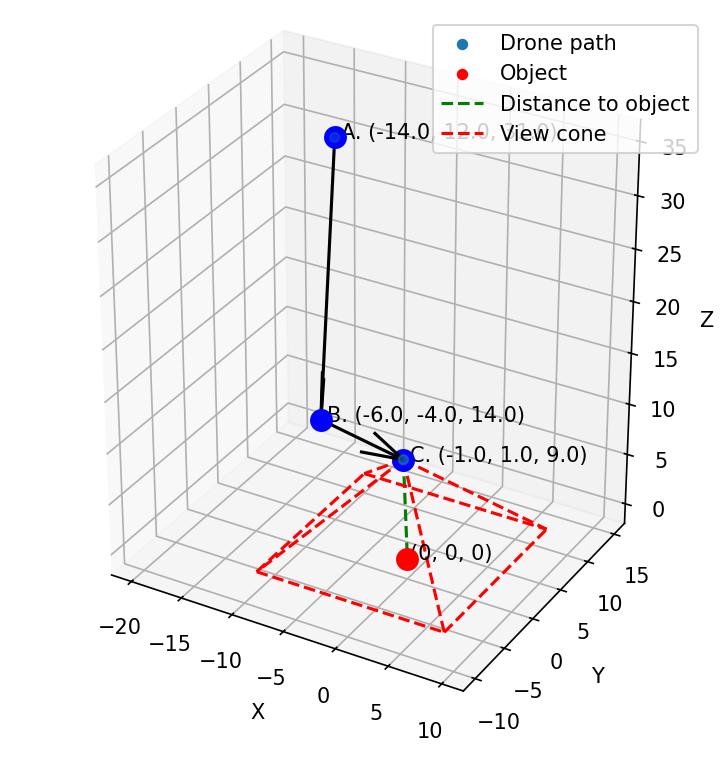 Drone path
Object
Distance to object
View cone
A. (-14.0, 12.0,
35
30
25
20
15
10
5
0
Z
B. (-6.0, -4.0, 14.0)
C. (-1.0, 1.0, 9.0)
(0, 0, 0)
−20
−15
−10
−5
0
5
10
X
−10
−5
0
5
10
15
Y